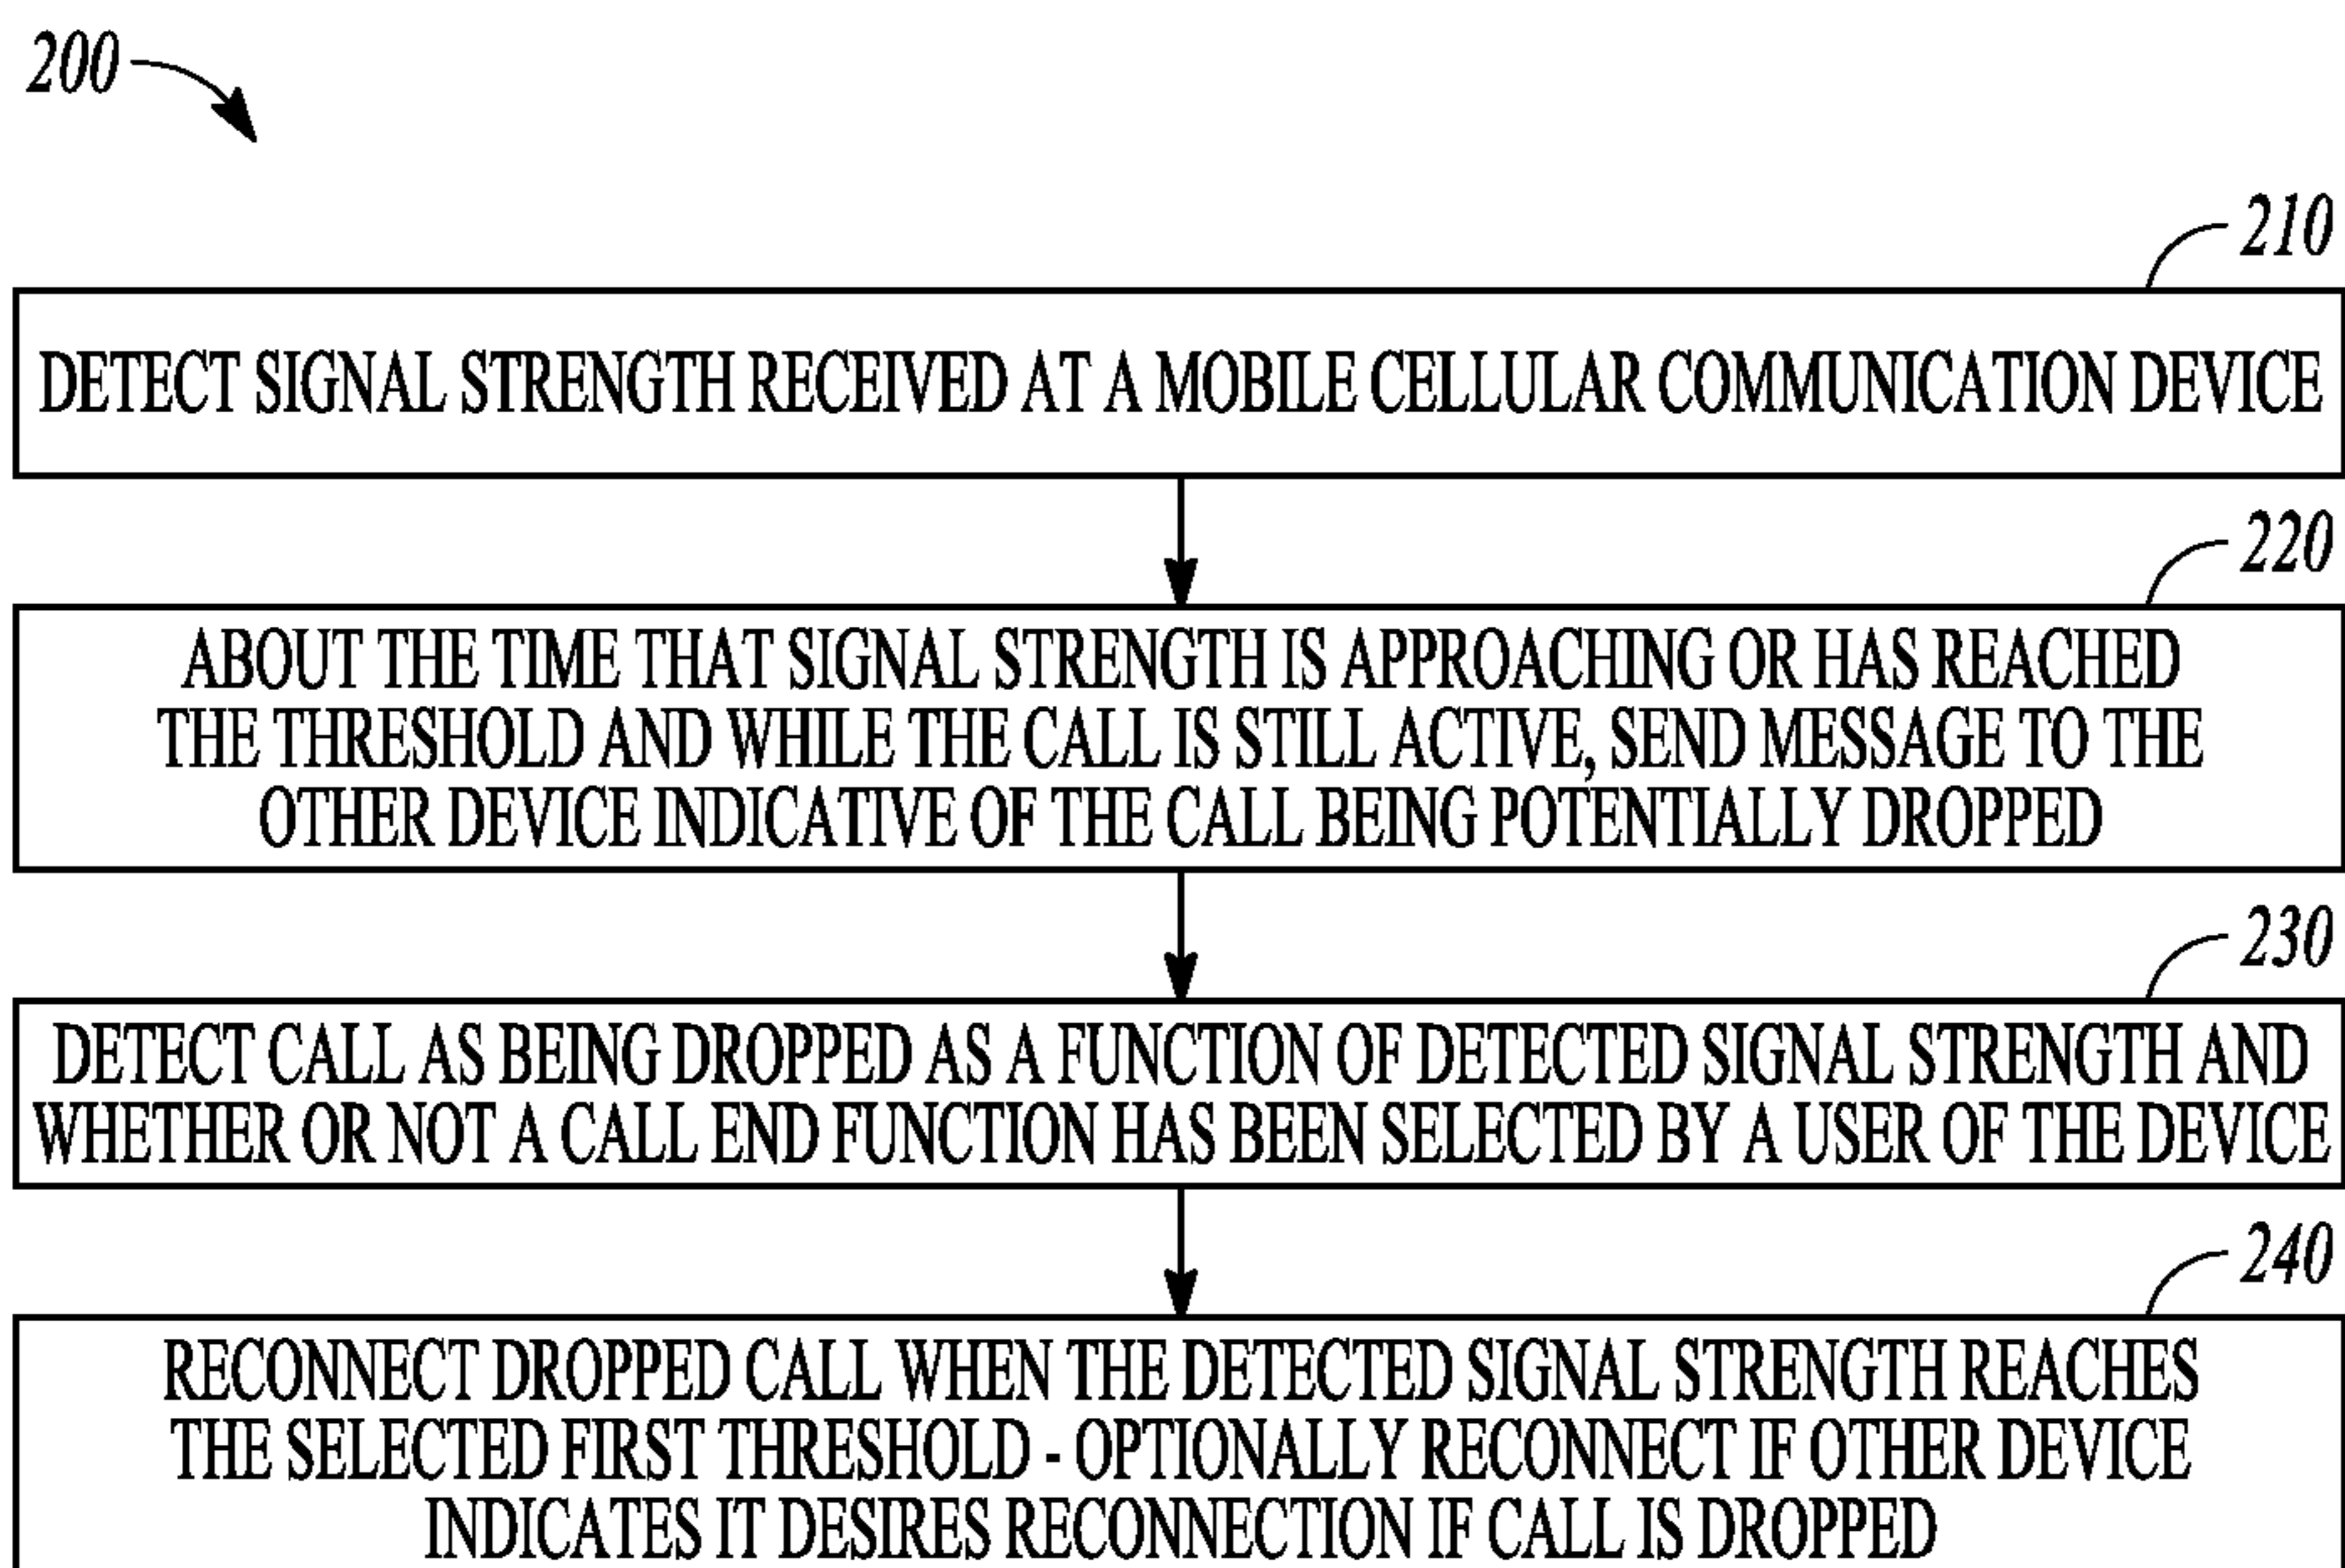 200
210
DETECT SIGNAL STRENGTH RECEIVED AT A MOBILE CELLULAR COMMUNICATION DEVICE
220
ABOUT THE TIME THAT SIGNAL STRENGTH IS APPROACHING OR HAS REACHED
THE THRESHOLD AND WHILE THE CALL IS STILL ACTIVE, SEND MESSAGE TO THE
OTHER DEVICE INDICATIVE OF THE CALL BEING POTENTIALLY DROPPED
230
DETECT CALL AS BEING DROPPED AS A FUNCTION OF DETECTED SIGNAL STRENGTH AND
WHETHER OR NOT A CALL END FUNCTION HAS BEEN SELECTED BY A USER OF THE DEVICE
240
RECONNECT DROPPED CALL WHEN THE DETECTED SIGNAL STRENGTH REACHES
THE SELECTED FIRST THRESHOLD - OPTIONALLY RECONNECT IF OTHER DEVICE
INDICATES IT DESIRES RECONNECTION IF CALL IS DROPPED